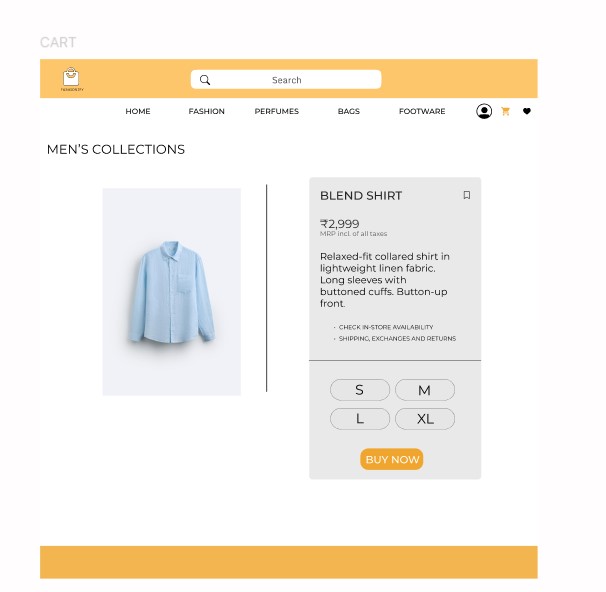 CART
Search
HOME FASHION PERFUMES BAGS FOOTWARE
MEN'S COLLECTIONS
BLEND SHIRT
₹2,999
MRP incl. of all taxes
Relaxed-fit collared shirt in
lightweight linen fabric.
Long sleeves with
buttoned cuffs. Button-up
front.
· CHECK IN-STORE AVAILABILITY
· SHIPPING, EXCHANGES AND RETURNS
S M
L XL
BUY NOW